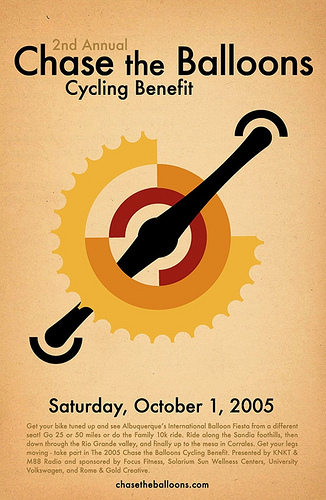 2nd Annual
Chase the Balloons
Cycling Benefit
Saturday, October 1, 2005
Get your bike tuned up and see Albuquerque's International Balloon Fiesta from a different
seat! Go 25 or 50 miles or do the Family 10k ride. Ride along the Sandia foothills, then
down through the Rio Grande valley, and finally up to the mesa in Corrales. Get your legs
moving - take part in The 2005 Chase the Balloons Cycling Benefit. Presented by KNKT &
M88 Radio and sponsored by Focus Fitness, Solarium Sun Wellness Centers, University
Volkswagen, and Rome & Gold Creative.
chasetheballoons.com